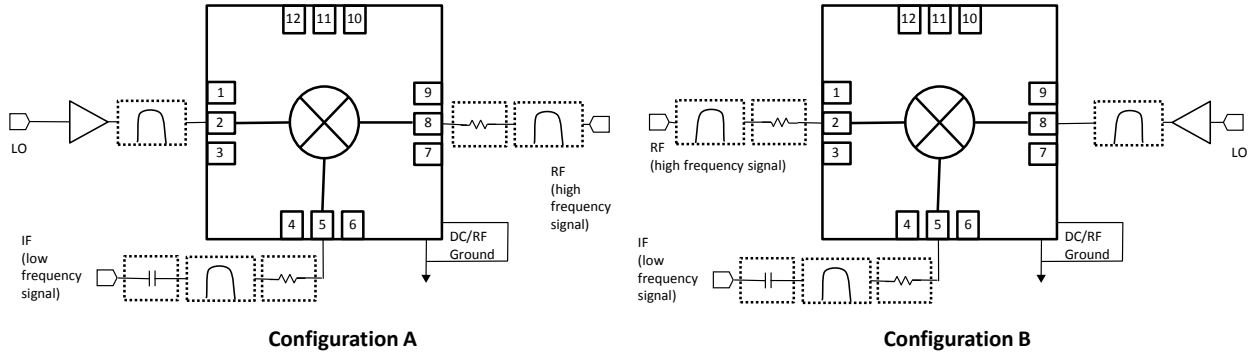 12 11 10
1
2
3
9
8
7
4 5 6
LO
RF
(high
frequency
signal)
IF
(low
frequency
signal)
DC/RF
Ground
Configuration A
12 11 10
1
2
3
9
8
7
4 5 6
RF
(high frequency signal)
LO
IF
(low
frequency
signal)
DC/RF
Ground
Configuration B